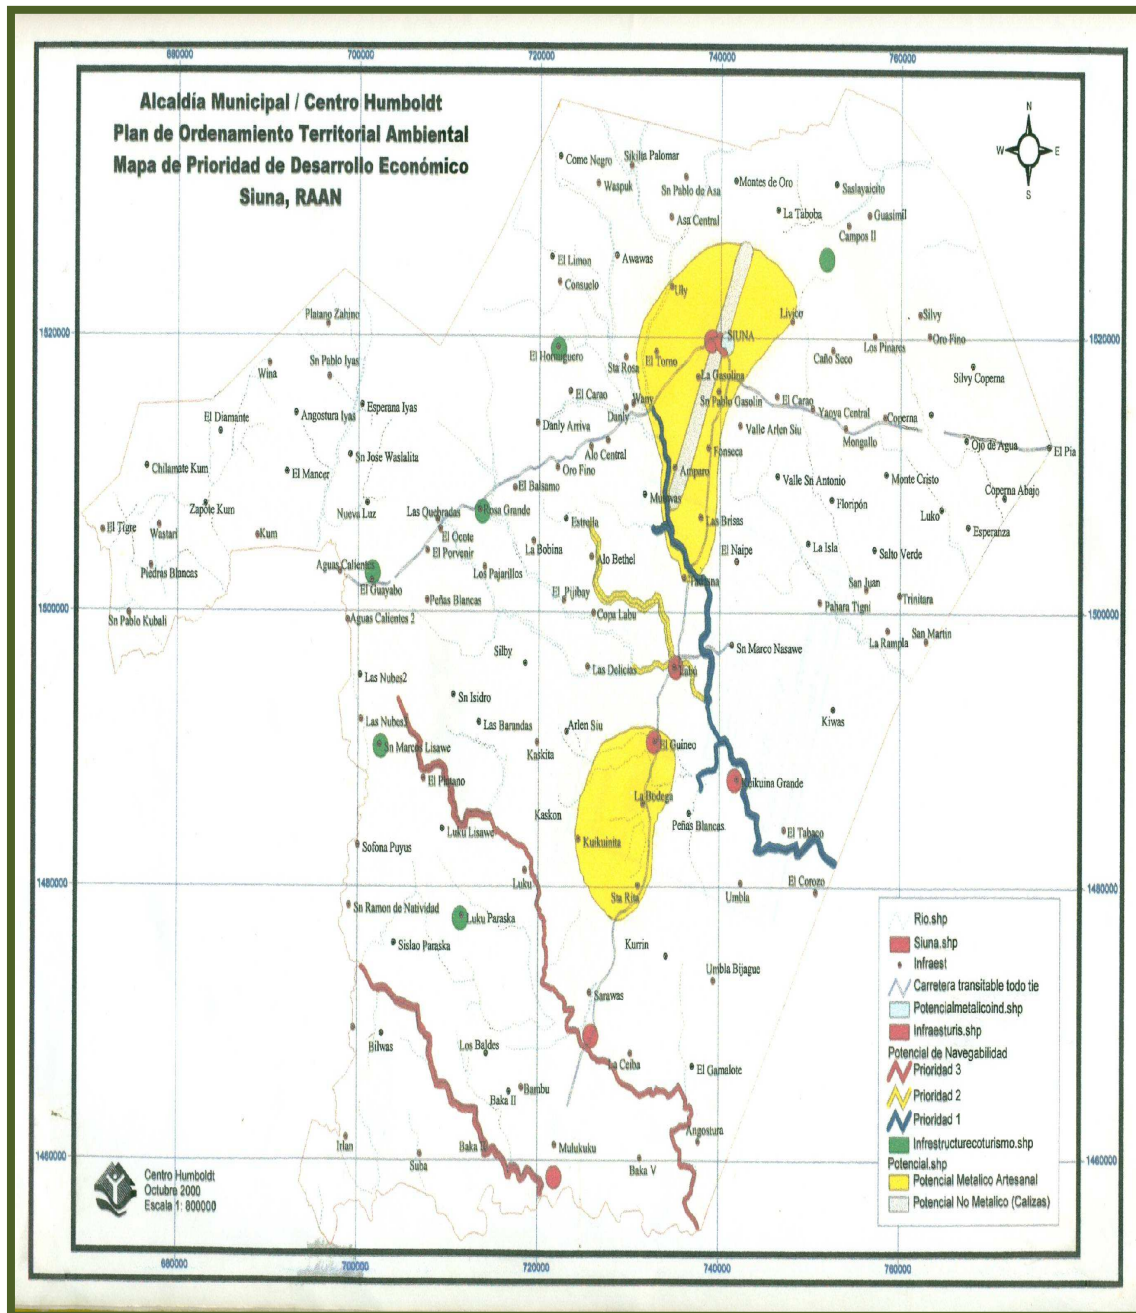 680000
700000
720000
740000
760000
Alcaldía Municipal / Centro Humboldt
Plan de Ordenamiento Territorial Ambiental
Mapa de Prioridad de Desarrollo Económico
Siuna, RAAN
N
W
E
S
Come Negro
Sikilia Palomar
Waspuk
Sn Pablo de Asa
Montes de Oro
Saslayaicito
La Taboba
Guasimil
Asa Central
Campos II
El Limon
Awawas
Consuelo
Uly
Platano Zahino
Livico
Silvy
1520000
SIUNA
1520000
Sn Pablo Iyas
El Hormiguero
Sta Rosa
El Torno
Caño Seco
Los Pinares
Oro Fino
Wina
La Gasolina
Silvy Coperna
El Diamante
Angostura Iyas
Esperana Iyas
El Carao
Wany
Sn Pablo Gasolin
El Carao
Danly
Yaoya Central
Coperna
Danly Arriva
Valle Arlen Siu
Mongallo
Ojo de Agua
El Pia
Chilamate Kum
El Mancer
Sn Jose Waslalita
Oro Fino
Alo Central
Amparo
Fonseca
El Balsamo
Valle Sn Antonio
Monte Cristo
Coperna Abajo
Zapote Kum
Nueva Luz
Las Quebradas
Rosa Grande
Estrella
Floripón
Luko
El Tigre
Wastari
Kum
El Ocote
Las Brisas
Esperanza
El Porvenir
La Bobina
Alo Bethel
El Naipe
La Isla
Salto Verde
Piedras Blancas
Aguas Calientes
Los Pajarillos
El Guayabo
Peñas Blancas
El Pijibay
San Juan
Trinitara
1500000
1500000
Sn Pablo Kubali
Aguas Calientes 2
Copa Labu
Pahara Tigni
La Rampla
San Martin
Silby
Sn Marco Nasawe
Las Delicias
Labú
Las Nubes2
Sn Isidro
Las Nubes1
Las Barandas
Arlen Siu
Kiwas
Sn Marcos Lisawe
Kaskita
El Guineo
El Platano
Kuikuina Grande
La Bodega
Luku Lisawe
Kaskon
Peñas Blancas
El Tabaco
Sofona Puyus
Kuikuinita
1480000
Luku
Sta Rita
Umbla
El Corozo
1480000
Sn Ramon de Natividad
Luku Paraska
Sislao Paraska
Kurrin
Umbla Bijague
Sarawas
Bilwas
Los Baldes
La Ceiba
El Gamalote
Baka II
Bambu
Irlan
Suba
Mulukuku
Angostura
Baka V
1460000
1460000
Rio.shp
Siuna.shp
Infraest
Carretera transitable todo tie
Potencialmetalicoind.shp
Infraesturis.shp
Potencial de Navegabilidad
Prioridad 3
Prioridad 2
Prioridad 1
Infrestructurecoturismo.shp
Potencial.shp
Potencial Metalico Artesanal
Potencial No Metalico (Calizas)
Centro Humboldt
Octubre 2000
Escala 1: 800000
680000
700000
720000
740000
760000